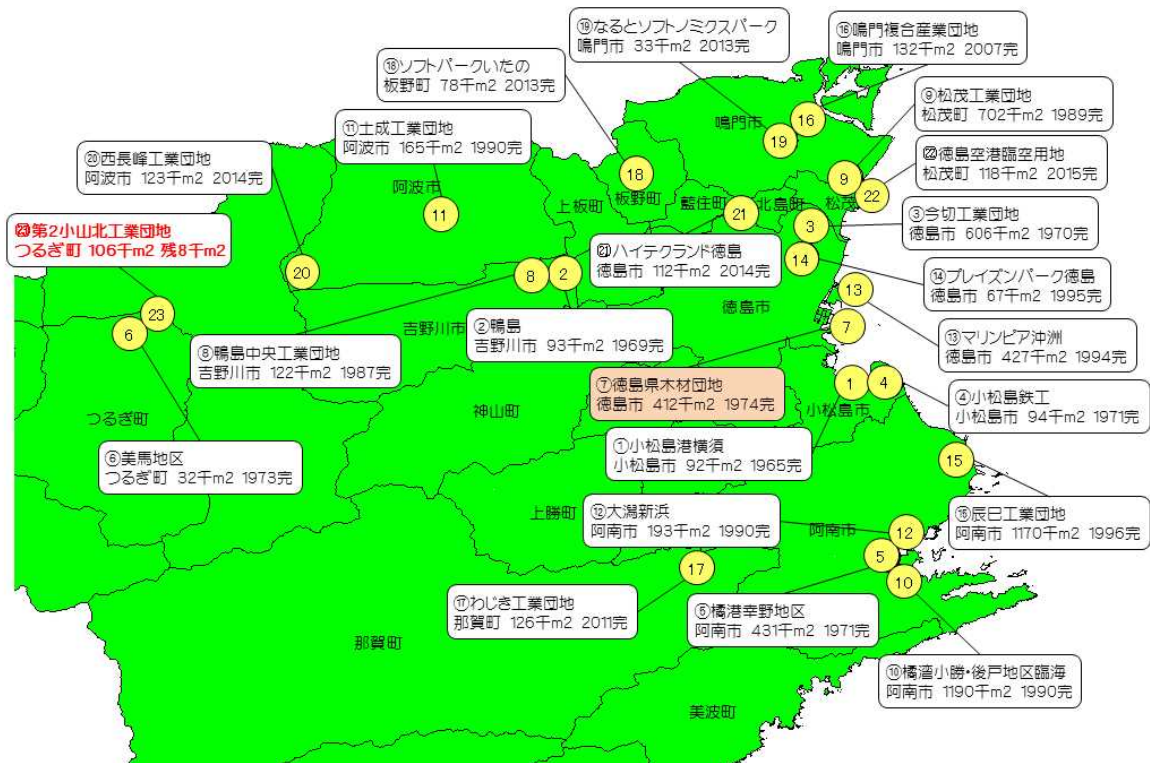 ⑲なるとソフトノミクスパーク
鳴門市 33千m2 2013完
⑯鳴門複合産業団地
鳴門市 132千m2 2007完
⑱ソフトパークいたの
板野町 78千m2 2013完
⑨松茂工業団地
松茂町 702千m2 1989完
⑪土成工業団地
阿波市 165千m2 1990完
⑳西長峰工業団地
阿波市 123千m2 2014完
㉒徳島空港臨空用地
松茂町 118千m2 2015完
㉓第2小山北工業団地
つるぎ町 106千m2 残8千m2
③今切工業団地
徳島市 606千m2 1970完
㉑ハイテクランド徳島
徳島市 112千m2 2014完
⑭ブレイズンパーク徳島
徳島市 67千m2 1995完
②鴨島
吉野川市 93千m2 1969完
⑬マリンピア沖洲
徳島市 427千m2 1994完
⑧鴨島中央工業団地
吉野川市 122千m2 1987完
⑦徳島県木材団地
徳島市 412千m2 1974完
④小松島鉄工
小松島市 94千m2 1971完
①小松島港横須
小松島市 92千m2 1965完
⑥美馬地区
つるぎ町 32千m2 1973完
⑫大潟新浜
阿南市 193千m2 1990完
⑮辰巳工業団地
阿南市 1170千m2 1996完
⑰わじき工業団地
那賀町 126千m2 2011完
⑤橘港幸野地区
阿南市 431千m2 1971完
⑩橘湾小勝・後戸地区臨海
阿南市 1190千m2 1990完
鳴門市
阿波市
上板町
板野町
藍住町
北島町
松茂
徳島市
吉野川市
神山町
つるぎ町
小松島市
上勝町
阿南市
那賀町
美波町
16
19
18
9
22
11
21
3
20
8
2
14
13
23
6
7
1
4
15
12
5
17
10